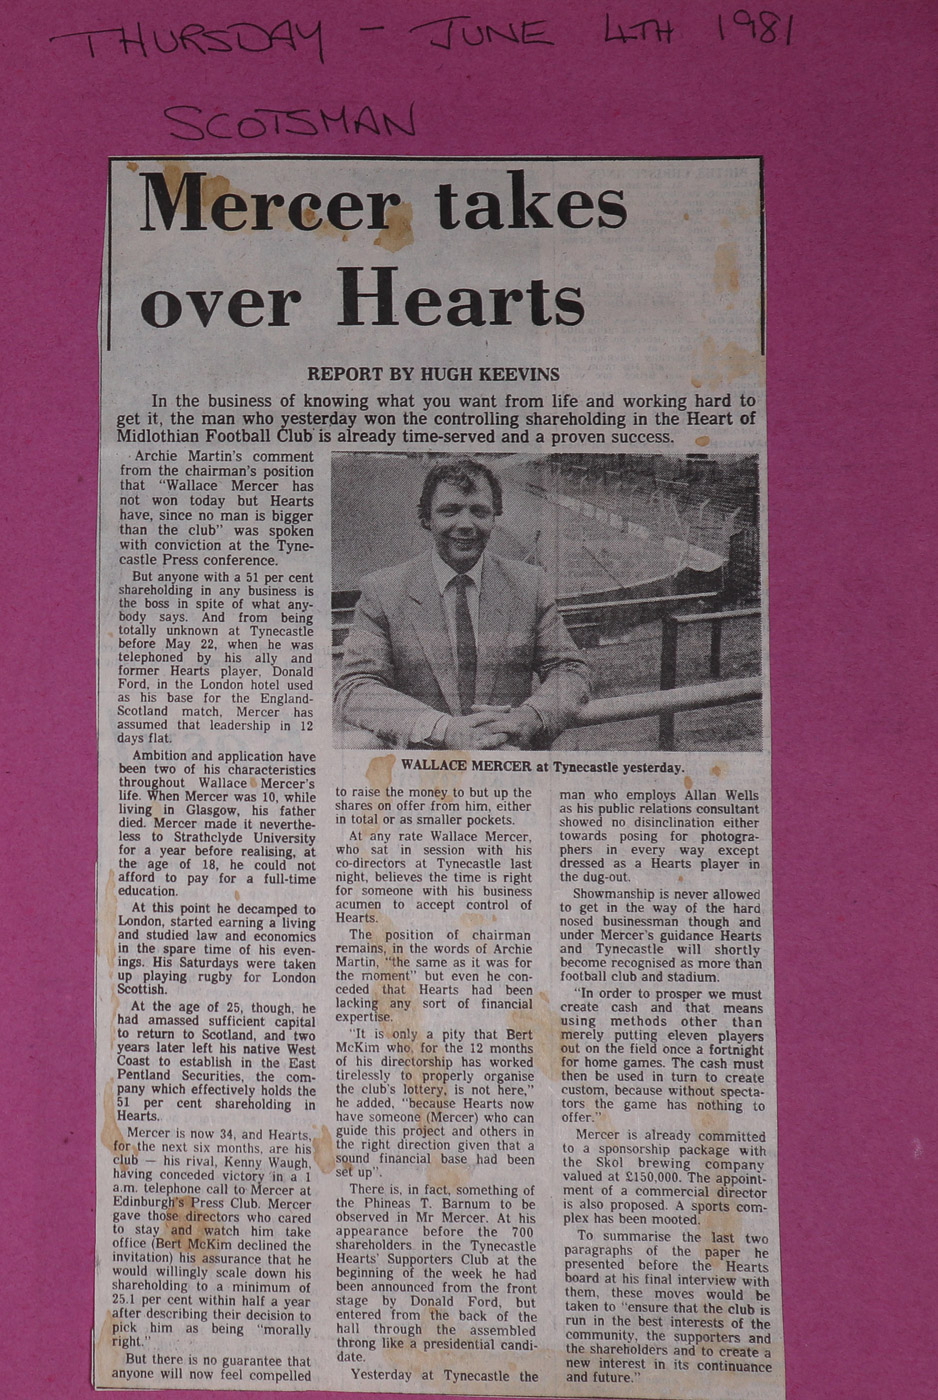 THURSDAY - JUNE 4TH 1981
SCOTSMAN
Mercer takes
over Hearts
REPORT BY HUGH KEEVINS
In the business of knowing what you want from life and working hard to
get it, the man who yesterday won the controlling shareholding in the Heart of
Midlothian Football Club is already time-served and a proven success.
Archie Martin's comment
from the chairman's position
that "Wallace Mercer has
not won today but Hearts
have, since no man is bigger
than the club" was spoken
with conviction at the Tyne-
castle Press conference.
But anyone with a 51 per cent
shareholding in any business is
the boss in spite of what any-
body says. And from being
totally unknown at Tynecastle
before May 22, when he was
telephoned by his ally and
former Hearts player, Donald
Ford, in the London hotel used
as his base for the England-
Scotland match, Mercer has
assumed that leadership in 12
days flat.
Ambition and application have
been two of his characteristics
throughout Wallace Mercer's
life. When Mercer was 10, while
living in Glasgow, his father
died. Mercer made it neverthe-
less to Strathclyde University
for a year before realising, at
the age of 18, he could not
afford to pay for a full-time
education.
At this point he decamped to
London, started earning a living
and studied law and economics
in the spare time of his even-
ings. His Saturdays were taken
up playing rugby for London
Scottish.
At the age of 25, though, he
had amassed sufficient capital
to return to Scotland, and two
years later left his native West
Coast to establish in the East
Pentland Securities, the com-
pany which effectively holds the
51 per cent shareholding in
Hearts.
Mercer is now 34, and Hearts,
for the next six months, are his
club — his rival, Kenny Waugh,
having conceded victory in a 1
a.m. telephone call to Mercer at
Edinburgh's Press Club. Mercer
gave those directors who cared
to stay and watch him take
office (Bert McKim declined the
invitation) his assurance that he
would willingly scale down his
shareholding to a minimum of
25.1 per cent within half a year
after describing their decision to
pick him as being "morally
right."
But there is no guarantee that
anyone will now feel compelled
WALLACE MERCER at Tynecastle yesterday.
to raise the money to but up the
shares on offer from him, either
in total or as smaller pockets.
At any rate Wallace Mercer,
who sat in session with his
co-directors at Tynecastle last
night, believes the time is right
for someone with his business
acumen to accept control of
Hearts.
The position of chairman
remains, in the words of Archie
Martin, "the same as it was for
the moment" but even he con-
ceded that Hearts had been
lacking any sort of financial
expertise.
"It is only a pity that Bert
McKim who, for the 12 months
of his directorship has worked
tirelessly to properly organise
the club's lottery, is not here,"
he added, "because Hearts now
have someone (Mercer) who can
guide this project and others in
the right direction given that a
sound financial base had been
set up".
There is, in fact, something of
the Phineas T. Barnum to be
observed in Mr Mercer. At his
appearance before the 700
shareholders in the Tynecastle
Hearts' Supporters Club at the
beginning of the week he had
been announced from the front
stage by Donald Ford, but
entered from the back of the
hall through the assembled
throng like a presidential candi-
date.
Yesterday at Tynecastle the
man who employs Allan Wells
as his public relations consultant
showed no disinclination either
towards posing for photogra-
phers in every way except
dressed as a Hearts player in
the dug-out.
Showmanship is never allowed
to get in the way of the hard
nosed businessman though and
under Mercer's guidance Hearts
and Tynecastle will shortly
become recognised as more than
football club and stadium.
"In order to prosper we must
create cash and that means
using methods other than
merely putting eleven players
out on the field once a fortnight
for home games. The cash must
then be used in turn to create
custom, because without specta-
tors the game has nothing to
offer."
Mercer is already committed
to a sponsorship package with
the Skol brewing company
valued at £150,000. The appoint-
ment of a commercial director
is also proposed. A sports com-
plex has been mooted.
To summarise the last two
paragraphs of the paper he
presented before the Hearts
board at his final interview with
them, these moves would be
taken to "ensure that the club is
run in the best interests of the
community, the supporters and
the shareholders and to create a
new interest in its continuance
and future."